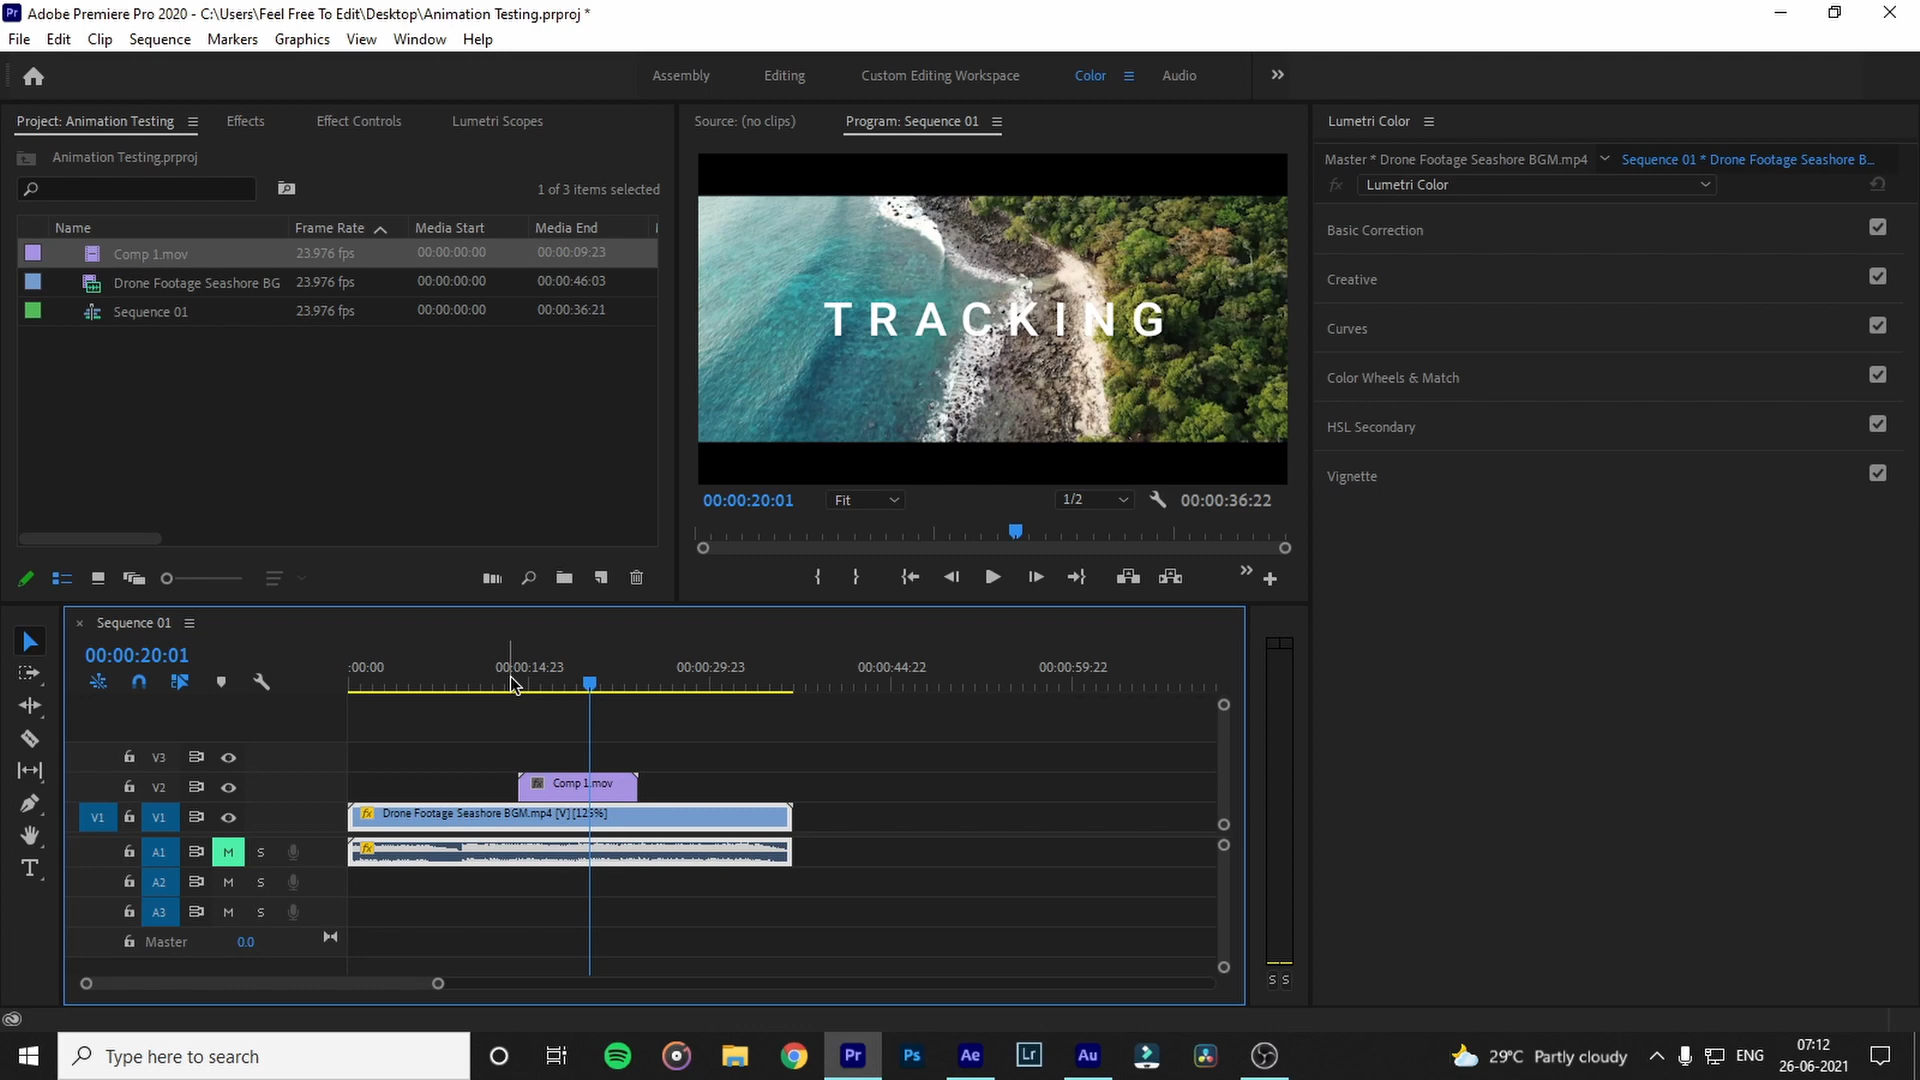 Adobe Premiere Pro 2020 - C:\Users\Feel Free To Edit\Desktop\Animation Testing.prproj *
File Edit Clip Sequence Markers Graphics View Window Help
Assembly Editing Custom Editing Workspace Color Audio
Project: Animation Testing Effects Effect Controls Lumetri Scopes
Animation Testing.prproj
1 of 3 items selected
Name Frame Rate Media Start Media End
Comp 1.mov 23.976 fps 00:00:00:00 00:00:09:23
Drone Footage Seashore BG 23.976 fps 00:00:00:00 00:00:46:03
Sequence 01 23.976 fps 00:00:00:00 00:00:36:21
Source: (no clips) Program: Sequence 01
TRACKING
00:00:20:01 Fit 1/2 00:00:36:22
Lumetri Color
Master * Drone Footage Seashore BGM.mp4 Sequence 01 * Drone Footage Seashore B...
fx Lumetri Color
Basic Correction
Creative
Curves
Color Wheels & Match
HSL Secondary
Vignette
Sequence 01
00:00:20:01
:00:00 00:00:14:23 00:00:29:23 00:00:44:22 00:00:59:22
V3
V2 fx Comp 1.mov
V1 V1 fx Drone Footage Seashore BGM.mp4 [V] [125%]
A1 M S fx
A2 M S
A3 M S
Master 0.0
S S
Type here to search
Pr Ps Ae Lr Au
29°C Partly cloudy ENG
07:12
26-06-2021